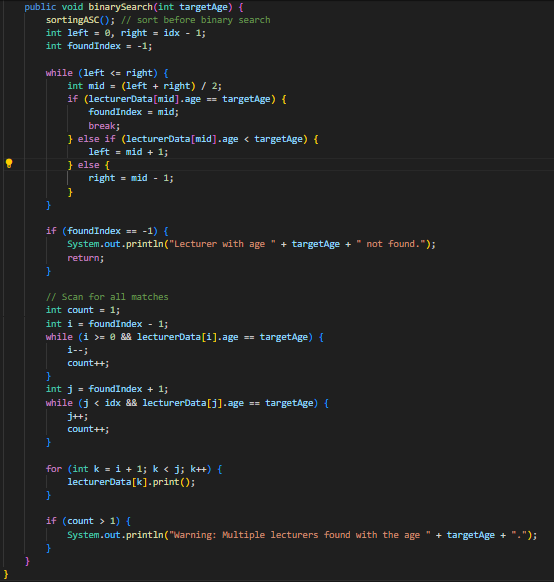 public void binarySearch(int targetAge) {
    sortingASC(); // sort before binary search
    int left = 0, right = idx - 1;
    int foundIndex = -1;

    while (left <= right) {
        int mid = (left + right) / 2;
        if (lecturerData[mid].age == targetAge) {
            foundIndex = mid;
            break;
        } else if (lecturerData[mid].age < targetAge) {
            left = mid + 1;
        } else {
            right = mid - 1;
        }
    }

    if (foundIndex == -1) {
        System.out.println("Lecturer with age " + targetAge + " not found.");
        return;
    }

    // Scan for all matches
    int count = 1;
    int i = foundIndex - 1;
    while (i >= 0 && lecturerData[i].age == targetAge) {
        i--;
        count++;
    }
    int j = foundIndex + 1;
    while (j < idx && lecturerData[j].age == targetAge) {
        j++;
        count++;
    }

    for (int k = i + 1; k < j; k++) {
        lecturerData[k].print();
    }

    if (count > 1) {
        System.out.println("Warning: Multiple lecturers found with the age " + targetAge + ".");
    }
}
}